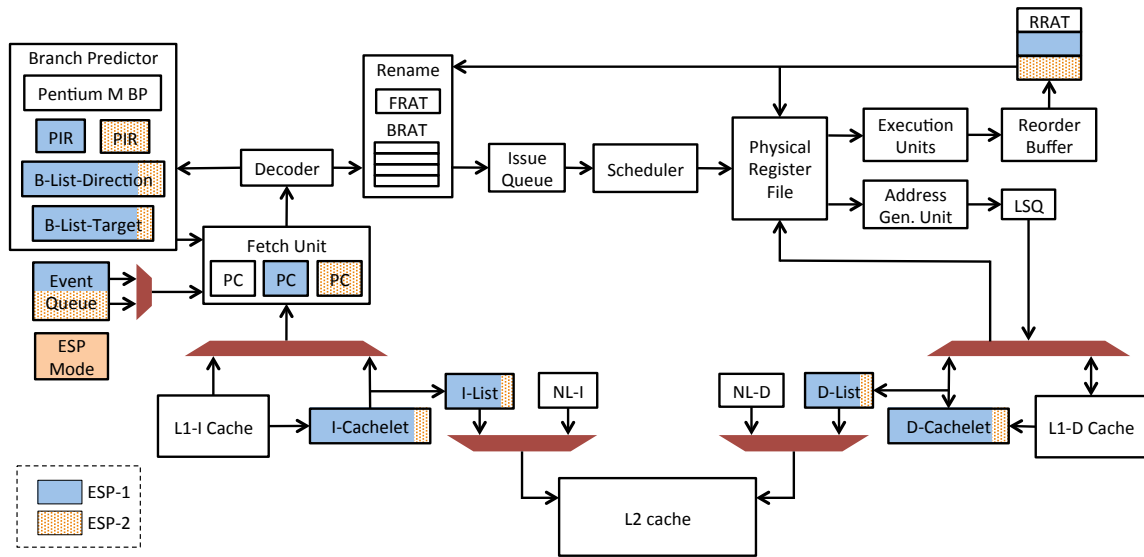 RRAT
Branch Predictor
Pentium M BP
PIR
PIR
B-List-Direction
B-List-Target
Rename
FRAT
BRAT
Decoder
Issue
Queue
Scheduler
Physical
Register
File
Execution
Units
Reorder
Buffer
Address
Gen. Unit
LSQ
Fetch Unit
PC
PC
PC
Event
Queue
ESP
Mode
L1-I Cache
I-Cachelet
I-List
NL-I
NL-D
D-List
D-Cachelet
L1-D Cache
L2 cache
ESP-1
ESP-2